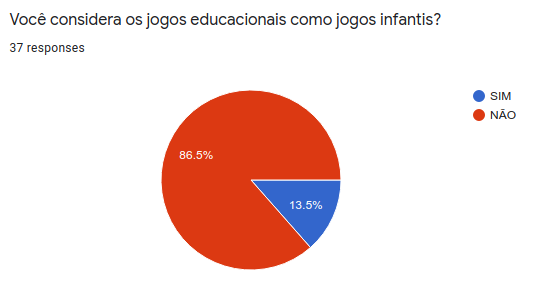 Você considera os jogos educacionais como jogos infantis?
37 responses
SIM
NÃO
86.5%
13.5%